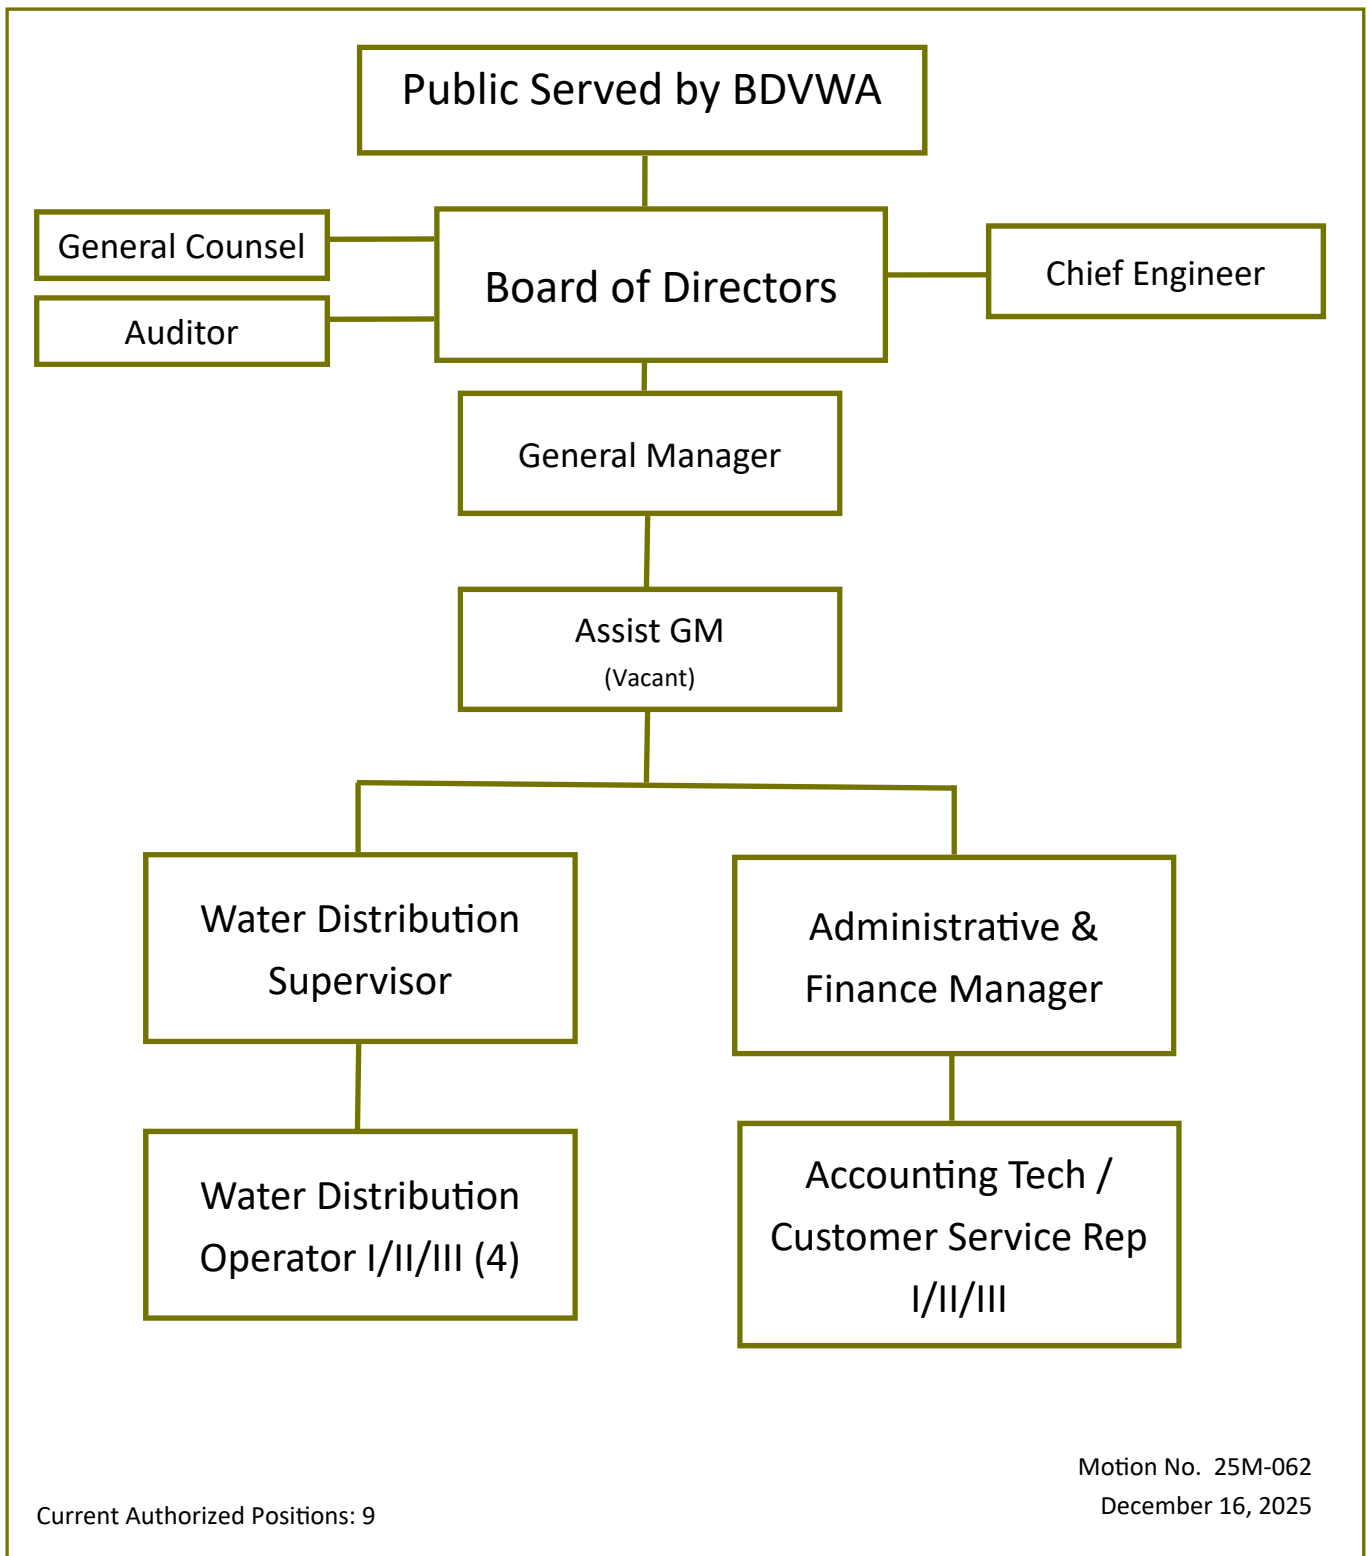 Public Served by BDVWA
General Counsel
Auditor
Board of Directors
Chief Engineer
General Manager
Assist GM
(Vacant)
Water Distribution
Supervisor
Administrative &
Finance Manager
Water Distribution
Operator I/II/III (4)
Accounting Tech /
Customer Service Rep
I/II/III
Motion No. 25M-062
December 16, 2025
Current Authorized Positions: 9